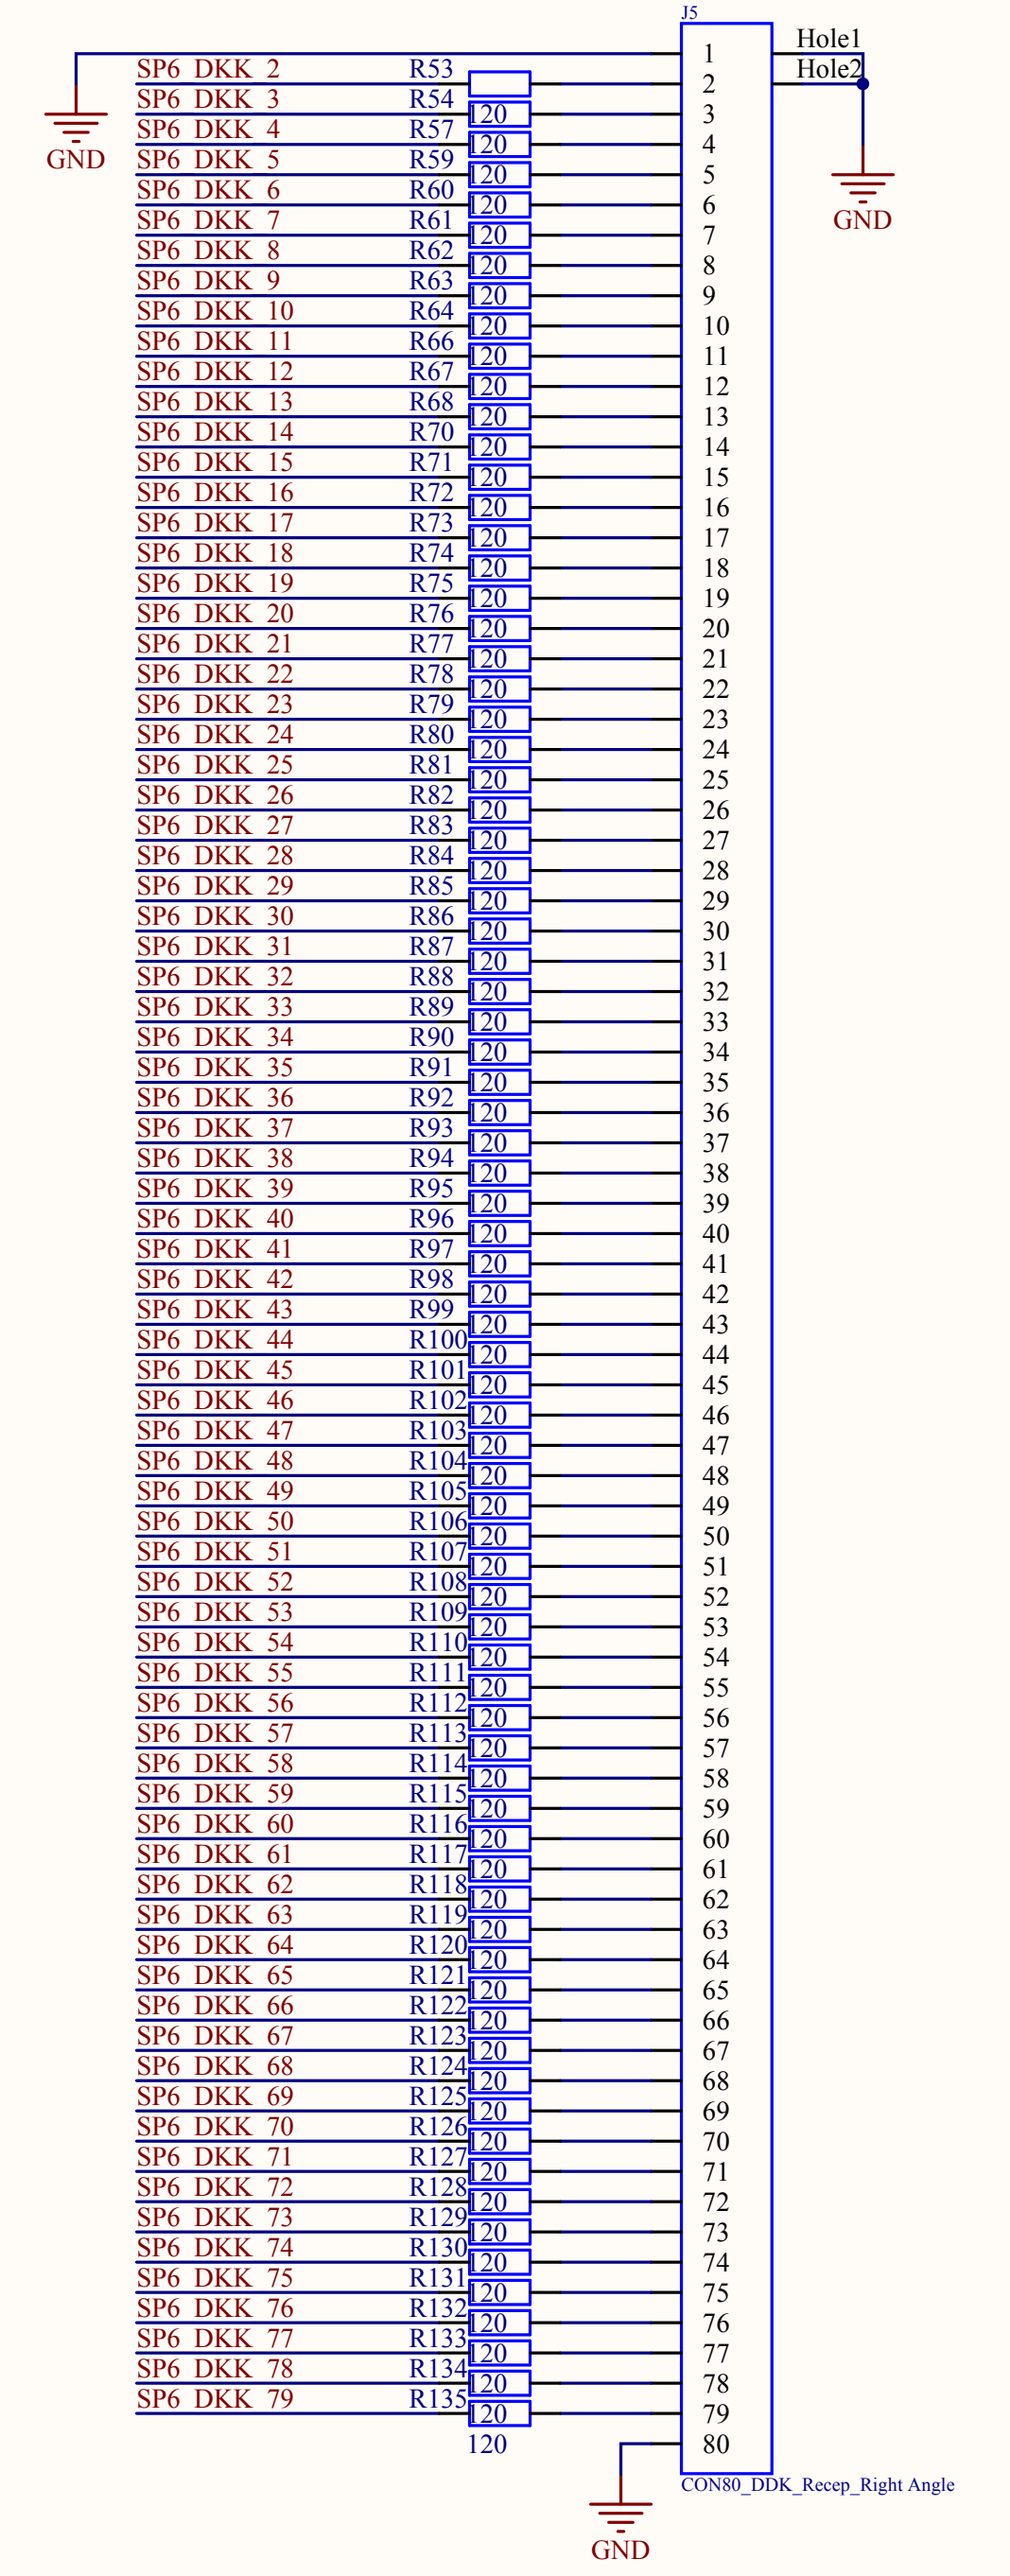 J5
1 Hole1
SP6 DKK 2 R53 2 Hole2
SP6 DKK 3 R54 120 3
SP6 DKK 4 R57 120 4
SP6 DKK 5 R59 120 5
SP6 DKK 6 R60 120 6
SP6 DKK 7 R61 120 7
SP6 DKK 8 R62 120 8
SP6 DKK 9 R63 120 9
SP6 DKK 10 R64 120 10
SP6 DKK 11 R66 120 11
SP6 DKK 12 R67 120 12
SP6 DKK 13 R68 120 13
SP6 DKK 14 R70 120 14
SP6 DKK 15 R71 120 15
SP6 DKK 16 R72 120 16
SP6 DKK 17 R73 120 17
SP6 DKK 18 R74 120 18
SP6 DKK 19 R75 120 19
SP6 DKK 20 R76 120 20
SP6 DKK 21 R77 120 21
SP6 DKK 22 R78 120 22
SP6 DKK 23 R79 120 23
SP6 DKK 24 R80 120 24
SP6 DKK 25 R81 120 25
SP6 DKK 26 R82 120 26
SP6 DKK 27 R83 120 27
SP6 DKK 28 R84 120 28
SP6 DKK 29 R85 120 29
SP6 DKK 30 R86 120 30
SP6 DKK 31 R87 120 31
SP6 DKK 32 R88 120 32
SP6 DKK 33 R89 120 33
SP6 DKK 34 R90 120 34
SP6 DKK 35 R91 120 35
SP6 DKK 36 R92 120 36
SP6 DKK 37 R93 120 37
SP6 DKK 38 R94 120 38
SP6 DKK 39 R95 120 39
SP6 DKK 40 R96 120 40
SP6 DKK 41 R97 120 41
SP6 DKK 42 R98 120 42
SP6 DKK 43 R99 120 43
SP6 DKK 44 R100 120 44
SP6 DKK 45 R101 120 45
SP6 DKK 46 R102 120 46
SP6 DKK 47 R103 120 47
SP6 DKK 48 R104 120 48
SP6 DKK 49 R105 120 49
SP6 DKK 50 R106 120 50
SP6 DKK 51 R107 120 51
SP6 DKK 52 R108 120 52
SP6 DKK 53 R109 120 53
SP6 DKK 54 R110 120 54
SP6 DKK 55 R111 120 55
SP6 DKK 56 R112 120 56
SP6 DKK 57 R113 120 57
SP6 DKK 58 R114 120 58
SP6 DKK 59 R115 120 59
SP6 DKK 60 R116 120 60
SP6 DKK 61 R117 120 61
SP6 DKK 62 R118 120 62
SP6 DKK 63 R119 120 63
SP6 DKK 64 R120 120 64
SP6 DKK 65 R121 120 65
SP6 DKK 66 R122 120 66
SP6 DKK 67 R123 120 67
SP6 DKK 68 R124 120 68
SP6 DKK 69 R125 120 69
SP6 DKK 70 R126 120 70
SP6 DKK 71 R127 120 71
SP6 DKK 72 R128 120 72
SP6 DKK 73 R129 120 73
SP6 DKK 74 R130 120 74
SP6 DKK 75 R131 120 75
SP6 DKK 76 R132 120 76
SP6 DKK 77 R133 120 77
SP6 DKK 78 R134 120 78
SP6 DKK 79 R135 120 79
120 80
GND
GND
CON80_DDK_Recep_Right Angle
GND